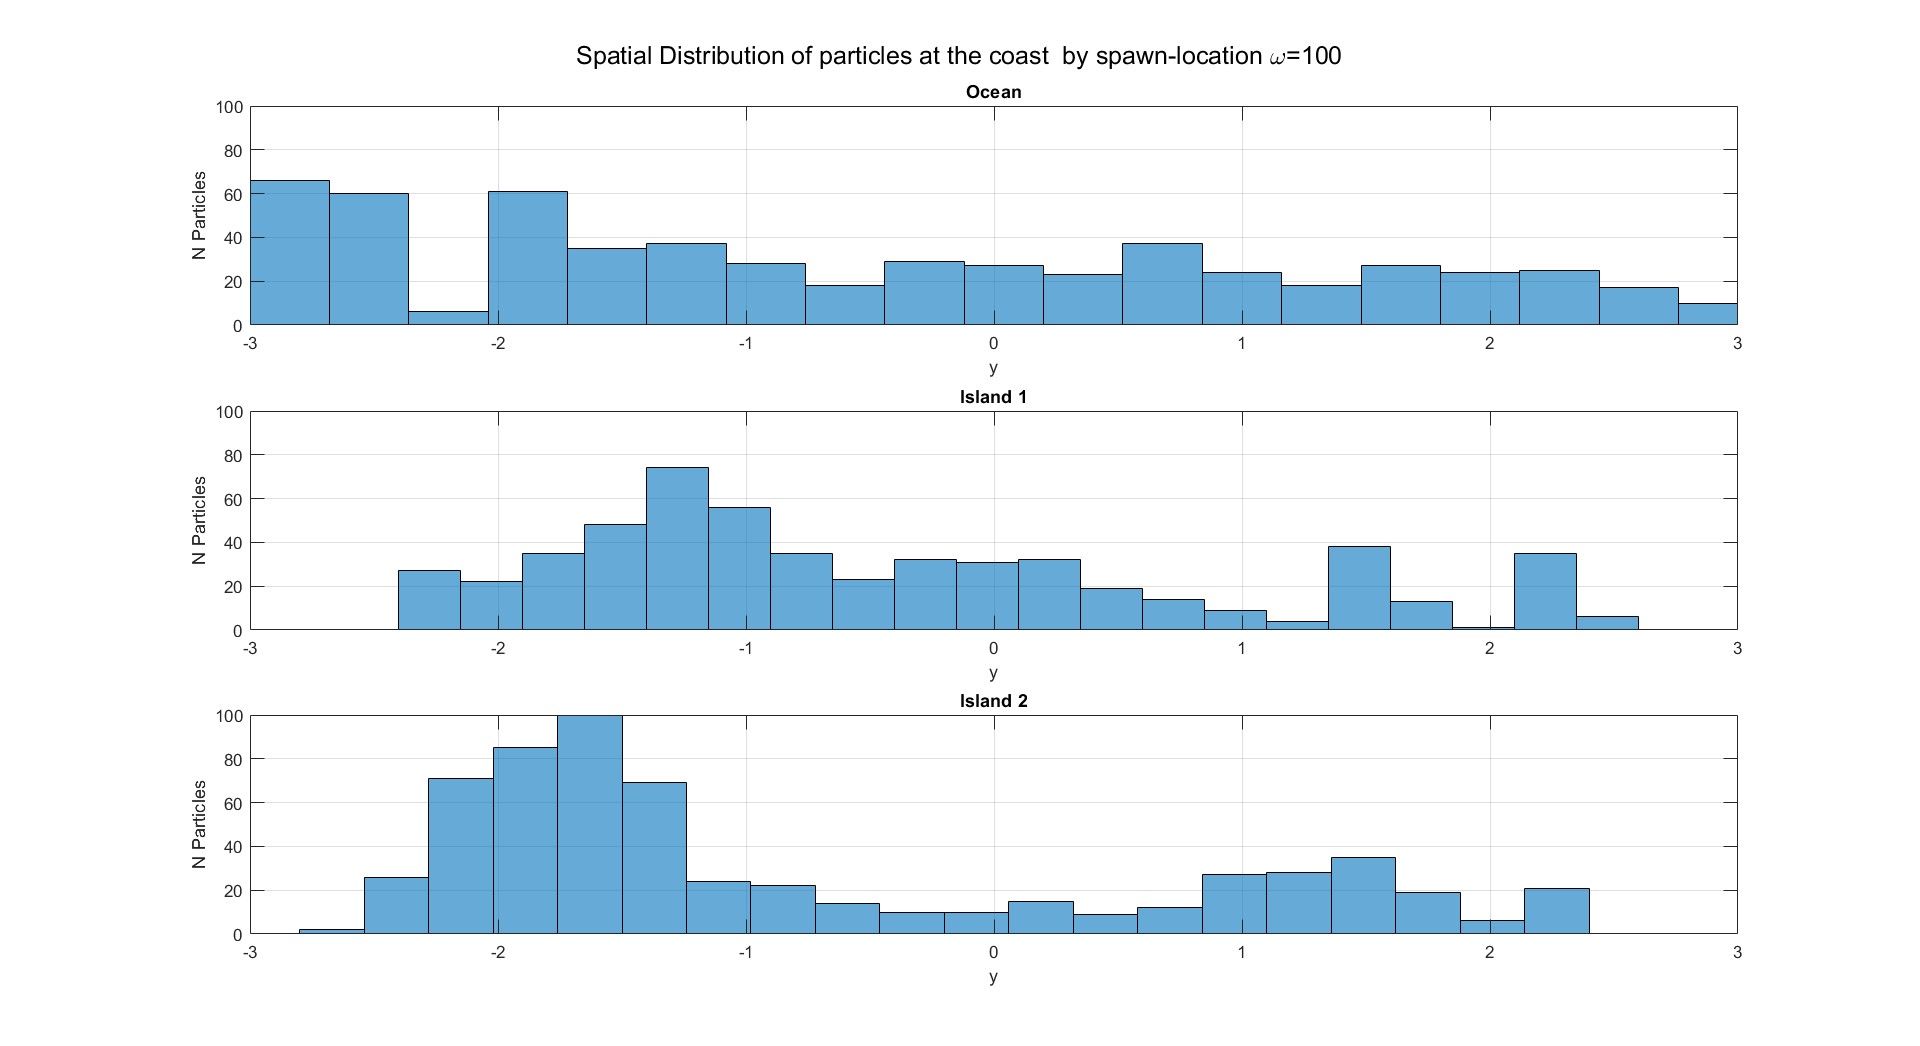 Spatial Distribution of particles at the coast  by spawn-location ω=100
Ocean
100
80
60
40
20
0
N Particles
-3 -2 -1 0 1 2 3
y
Island 1
100
80
60
40
20
0
N Particles
-3 -2 -1 0 1 2 3
y
Island 2
100
80
60
40
20
0
N Particles
-3 -2 -1 0 1 2 3
y